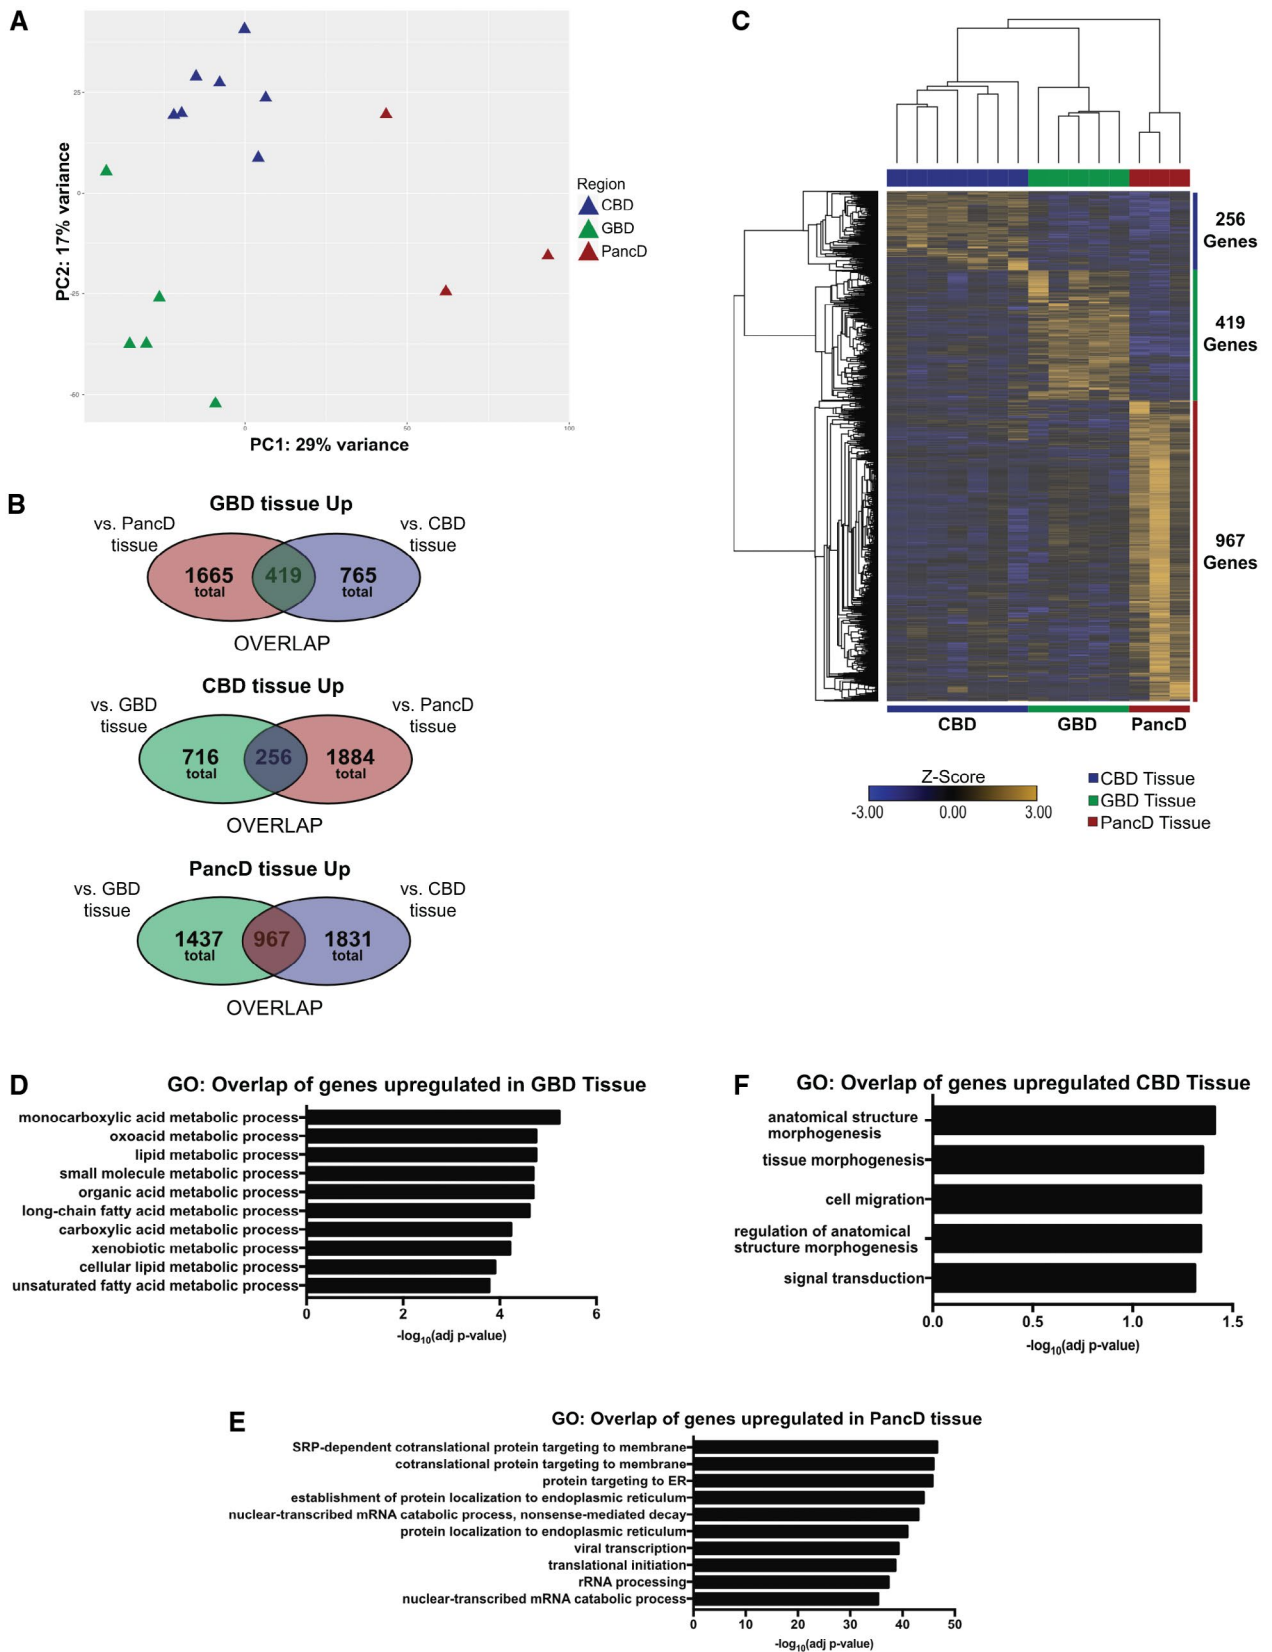 A
PC2: 17% variance
25
0
-25
-50
0
50
100
PC1: 29% variance
Region
CBD
GBD
PancD
B
GBD tissue Up
vs. PancD
tissue
vs. CBD
tissue
1665
total
419
765
total
OVERLAP
CBD tissue Up
vs. GBD
tissue
vs. PancD
tissue
716
total
256
1884
total
OVERLAP
PancD tissue Up
vs. GBD
tissue
vs. CBD
tissue
1437
total
967
1831
total
OVERLAP
C
256
Genes
419
Genes
967
Genes
CBD
GBD
PancD
Z-Score
-3.00
0.00
3.00
CBD Tissue
GBD Tissue
PancD Tissue
D
GO: Overlap of genes upregulated in GBD Tissue
monocarboxylic acid metabolic process
oxoacid metabolic process
lipid metabolic process
small molecule metabolic process
organic acid metabolic process
long-chain fatty acid metabolic process
carboxylic acid metabolic process
xenobiotic metabolic process
cellular lipid metabolic process
unsaturated fatty acid metabolic process
0
2
4
6
-log10(adj p-value)
F
GO: Overlap of genes upregulated CBD Tissue
anatomical structure
morphogenesis
tissue morphogenesis
cell migration
regulation of anatomical
structure morphogenesis
signal transduction
0.0
0.5
1.0
1.5
-log10(adj p-value)
E
GO: Overlap of genes upregulated in PancD tissue
SRP-dependent cotranslational protein targeting to membrane
cotranslational protein targeting to membrane
protein targeting to ER
establishment of protein localization to endoplasmic reticulum
nuclear-transcribed mRNA catabolic process, nonsense-mediated decay
protein localization to endoplasmic reticulum
viral transcription
translational initiation
rRNA processing
nuclear-transcribed mRNA catabolic process
0
10
20
30
40
50
-log10(adj p-value)